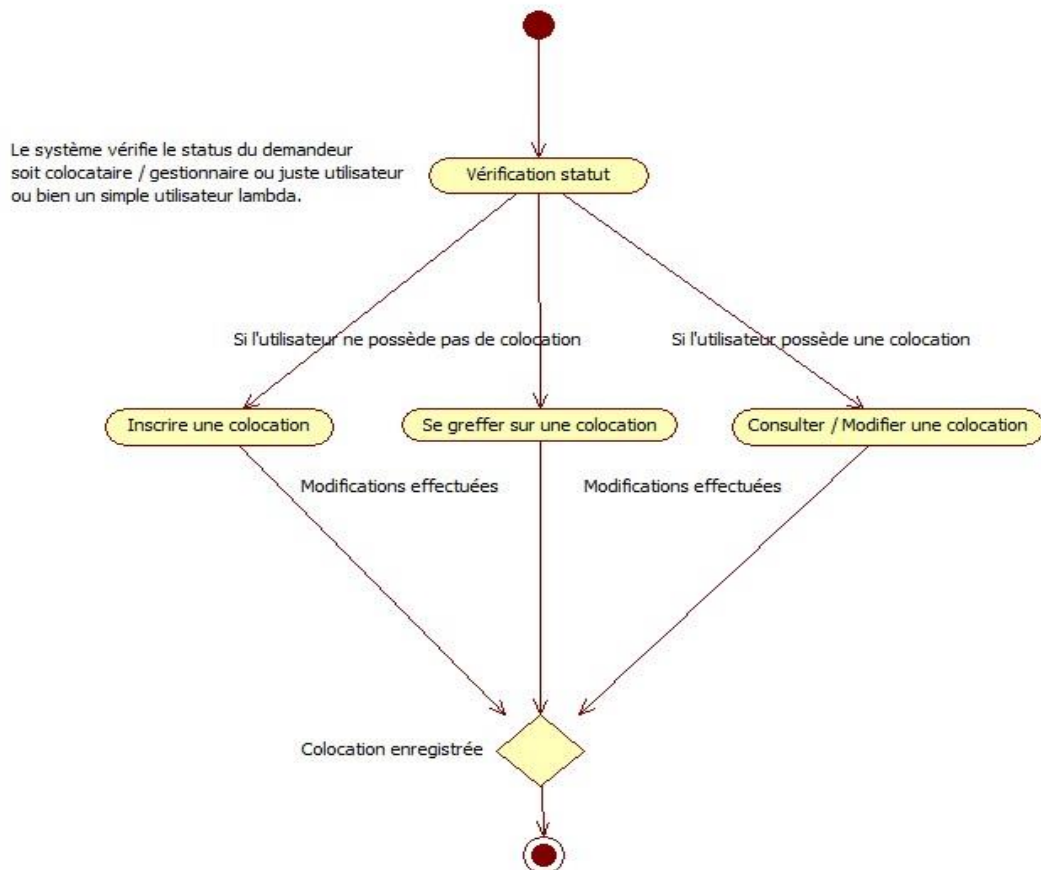 Le système vérifie le status du demandeur
soit colocataire / gestionnaire ou juste utilisateur
ou bien un simple utilisateur lambda.
Vérification statut
Si l'utilisateur ne possède pas de colocation
Si l'utilisateur possède une colocation
Inscrire une colocation
Se greffer sur une colocation
Consulter / Modifier une colocation
Modifications effectuées
Modifications effectuées
Colocation enregistrée